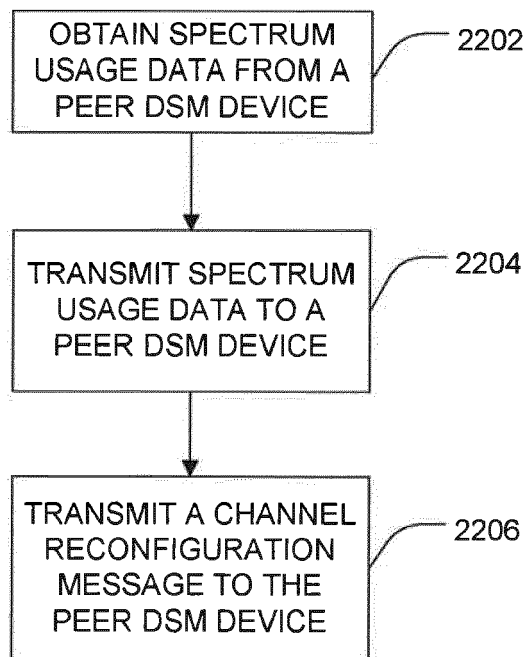 OBTAIN SPECTRUM
USAGE DATA FROM A
PEER DSM DEVICE
2202
TRANSMIT SPECTRUM
USAGE DATA TO A
PEER DSM DEVICE
2204
TRANSMIT A CHANNEL
RECONFIGURATION
MESSAGE TO THE
PEER DSM DEVICE
2206